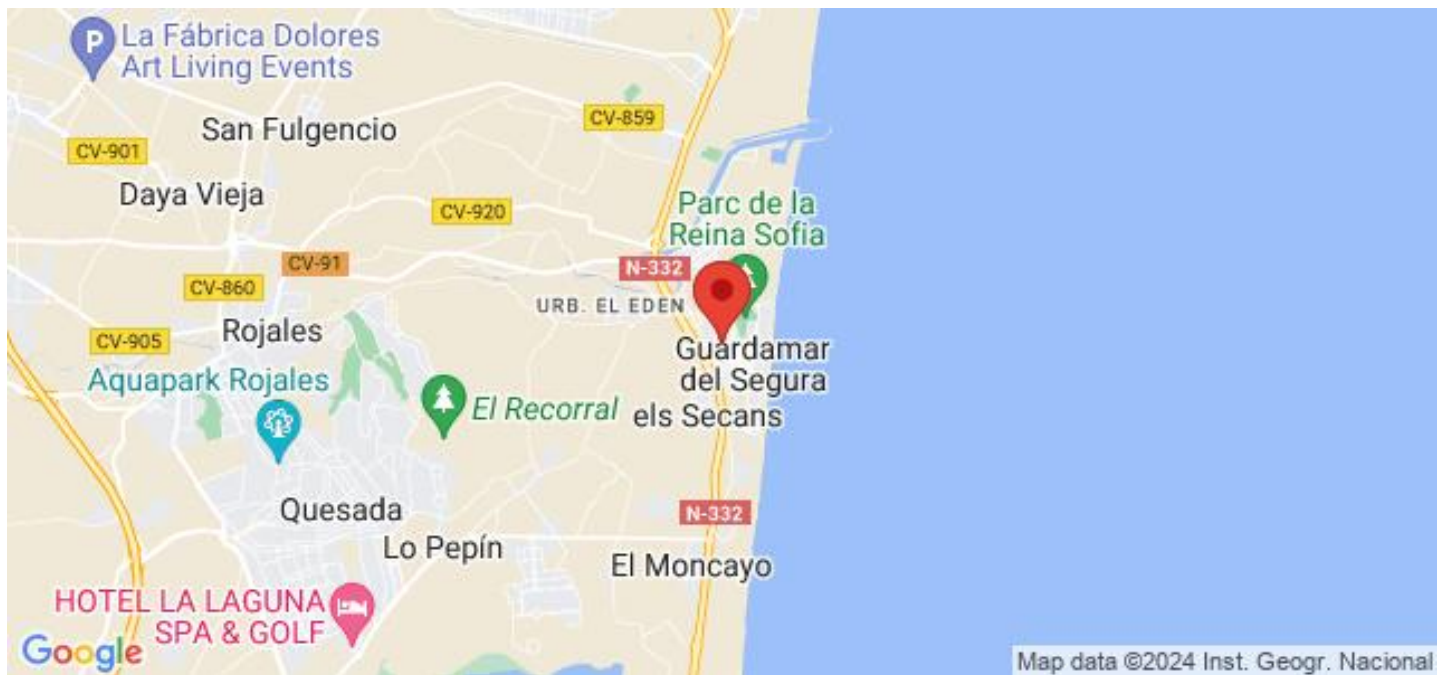 La Fábrica Dolores
Art Living Events
San Fulgencio
CV-859
CV-901
Daya Vieja
CV-920
Parc de la
Reina Sofia
CV-91
N-332
CV-860
URB. EL EDEN
Rojales
CV-905
Guardamar
del Segura
Aquapark Rojales
El Recorral
els Secans
Quesada
N-332
Lo Pepín
El Moncayo
HOTEL LA LAGUNA
SPA & GOLF
Google
Map data ©2024 Inst. Geogr. Nacional